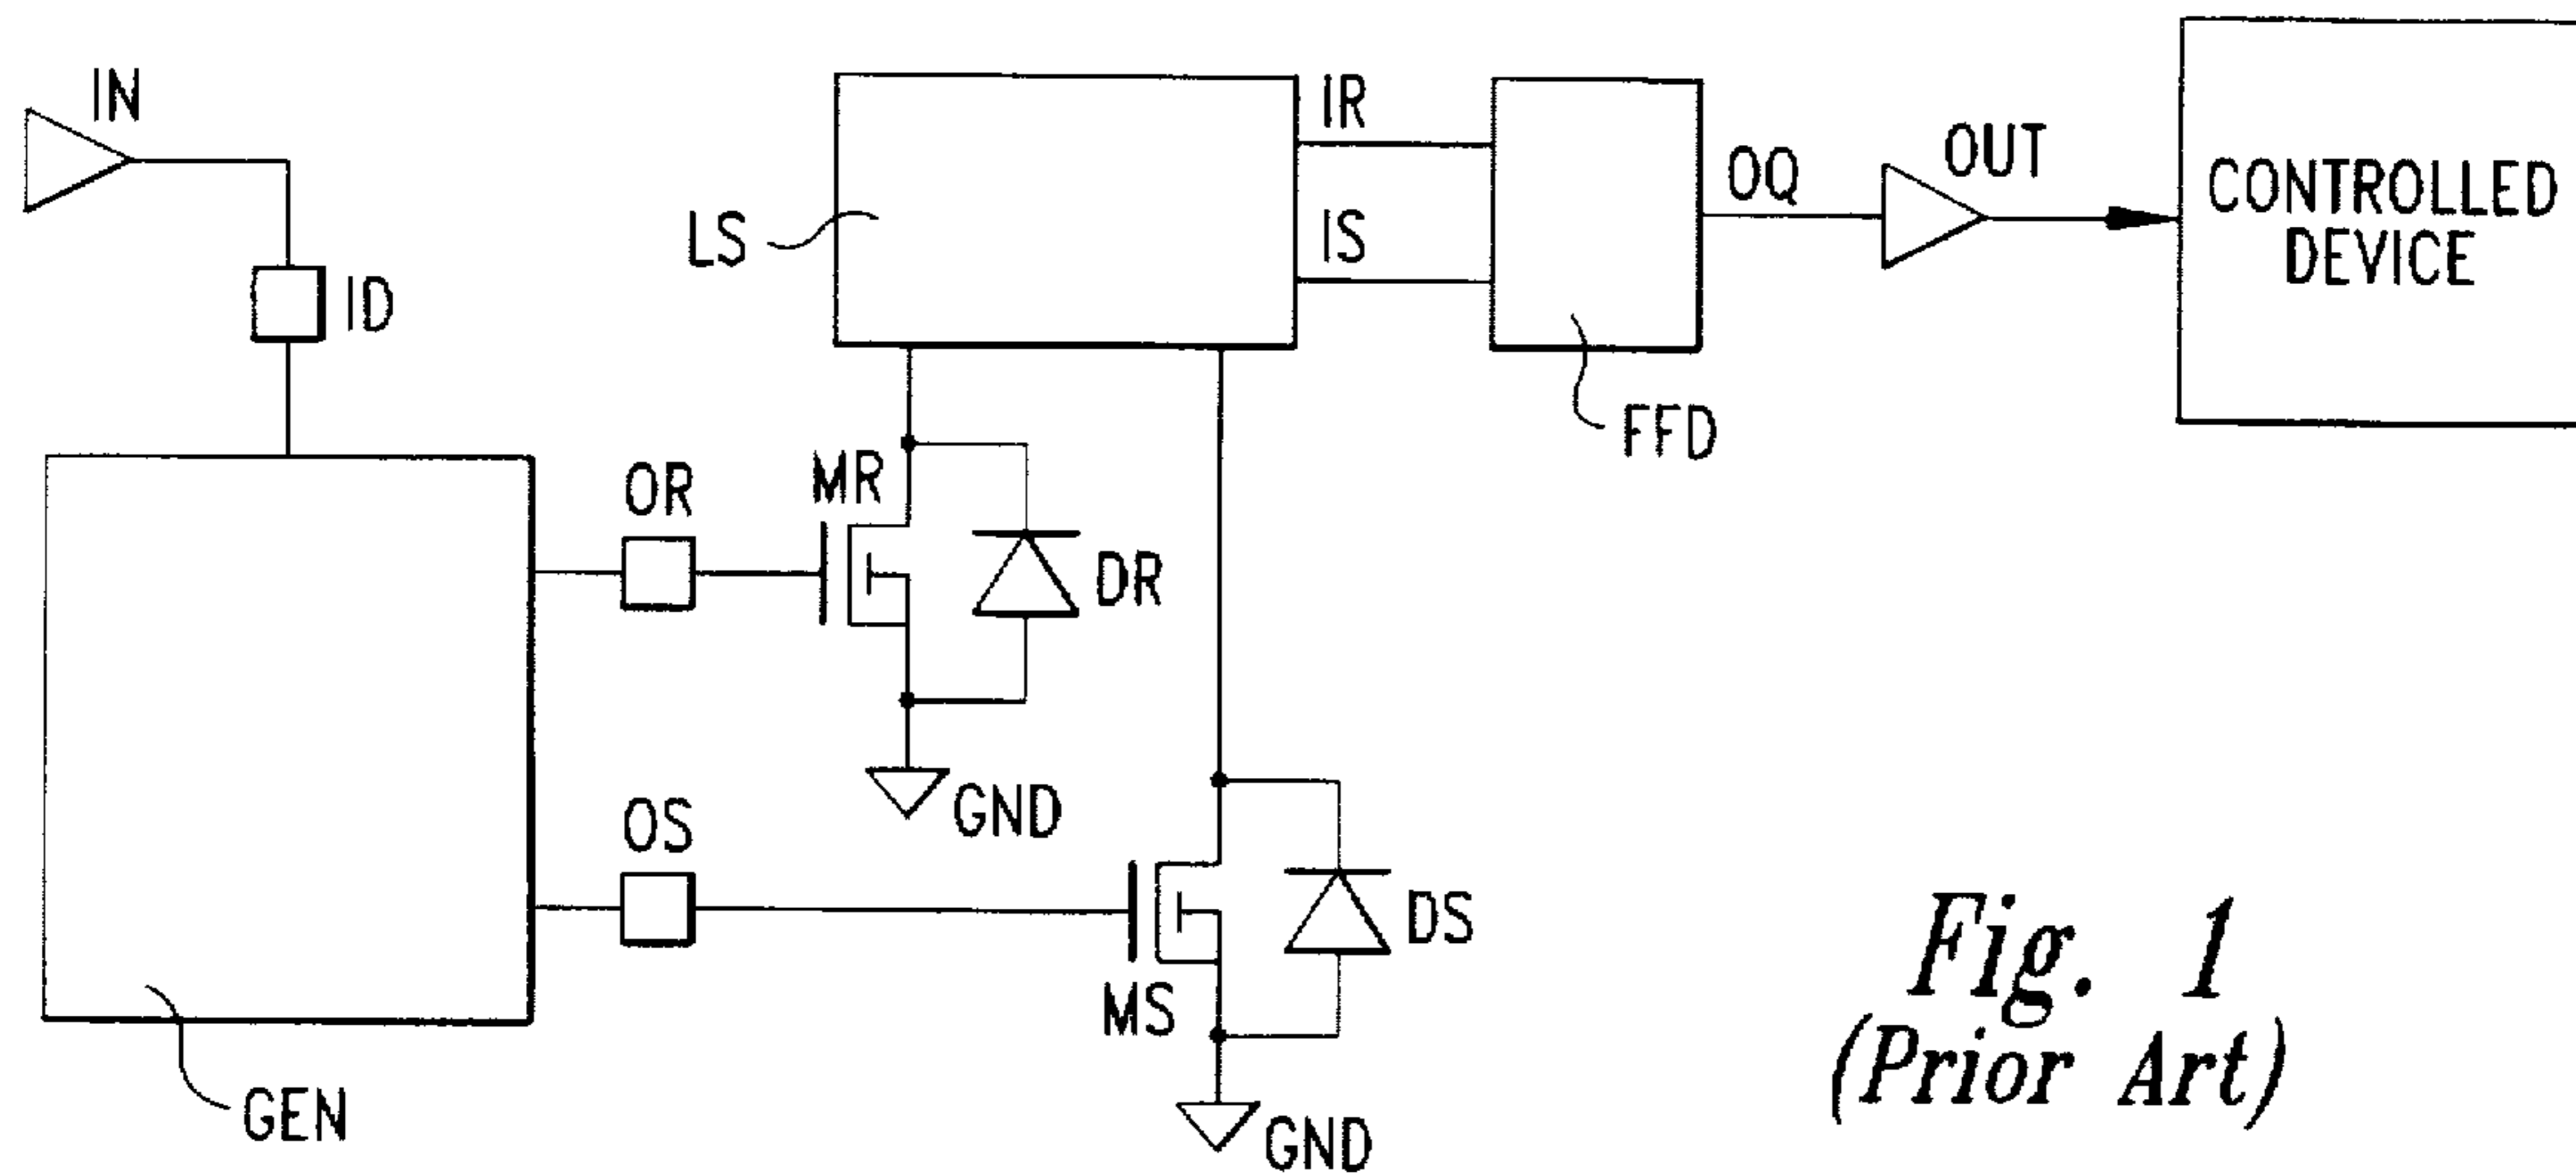 IN
ID
LS
IR
IS
OQ
OUT
CONTROLLED
DEVICE
FFD
OR
MR
DR
GND
OS
MS
DS
GND
GEN
Fig. 1
(Prior Art)